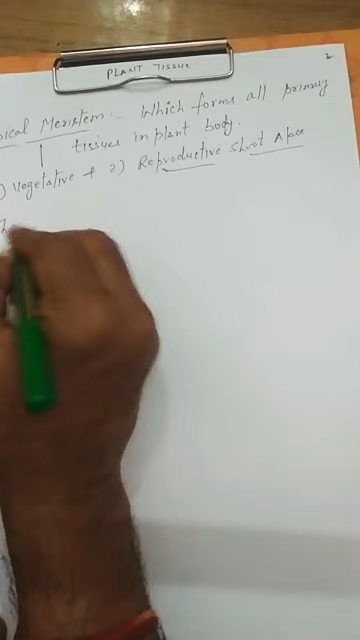 PLANT TISSUE
2
ical Meristem :- Which forms all primary
tissues in plant body.
) Vegetative & 2) Reproductive Shoot Apex